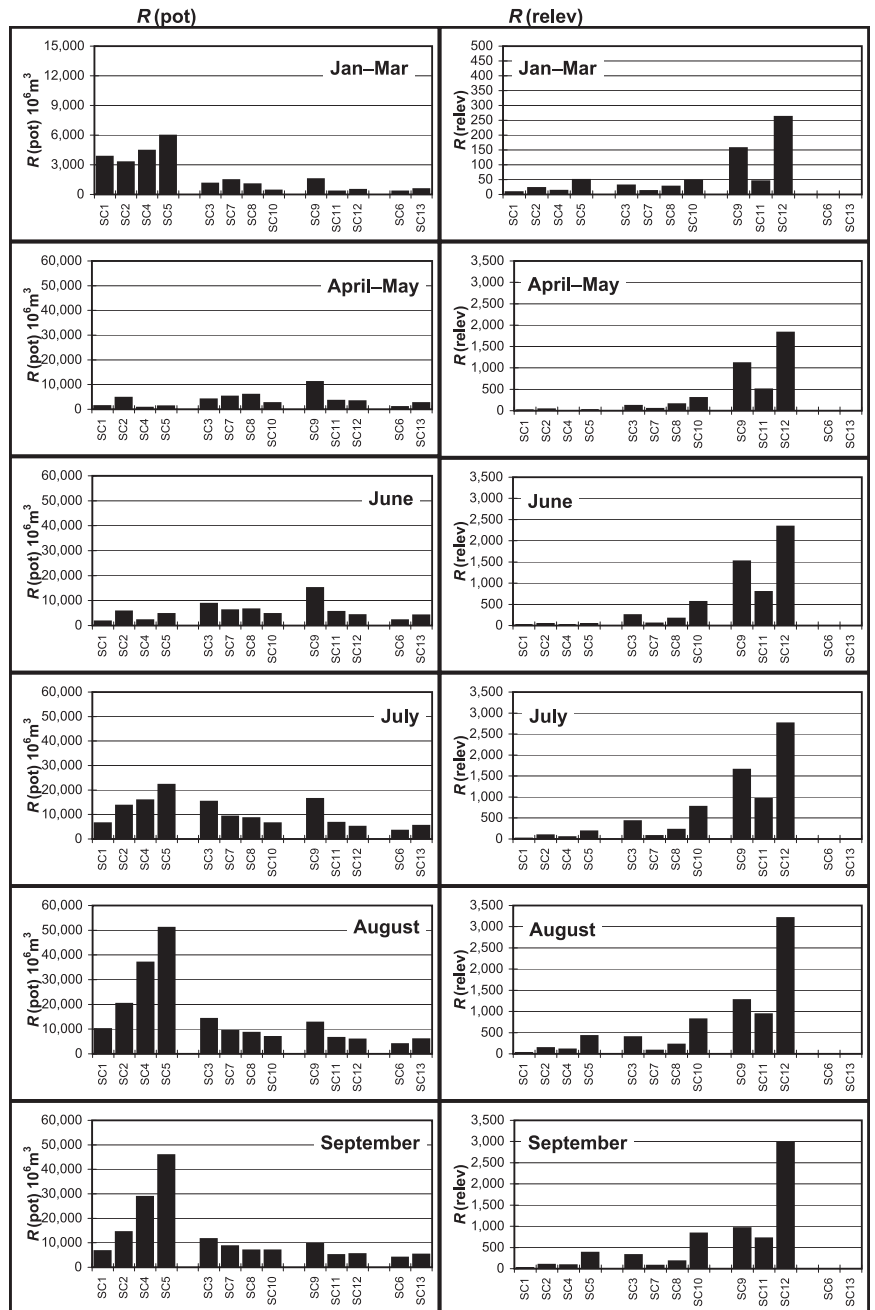 R (pot)
R (relev)
Jan–Mar
R (pot) 10⁶m³
15,000
12,000
9,000
6,000
3,000
0
SC1 SC2 SC4 SC5 SC3 SC7 SC8 SC10 SC9 SC11 SC12 SC6 SC13
Jan–Mar
R (relev)
500
450
400
350
300
250
200
150
100
50
0
SC1 SC2 SC4 SC5 SC3 SC7 SC8 SC10 SC9 SC11 SC12 SC6 SC13
April–May
R (pot) 10⁶m³
60,000
50,000
40,000
30,000
20,000
10,000
0
SC1 SC2 SC4 SC5 SC3 SC7 SC8 SC10 SC9 SC11 SC12 SC6 SC13
April–May
R (relev)
3,500
3,000
2,500
2,000
1,500
1,000
500
0
SC1 SC2 SC4 SC5 SC3 SC7 SC8 SC10 SC9 SC11 SC12 SC6 SC13
June
R (pot) 10⁶m³
60,000
50,000
40,000
30,000
20,000
10,000
0
SC1 SC2 SC4 SC5 SC3 SC7 SC8 SC10 SC9 SC11 SC12 SC6 SC13
June
R (relev)
3,500
3,000
2,500
2,000
1,500
1,000
500
0
SC1 SC2 SC4 SC5 SC3 SC7 SC8 SC10 SC9 SC11 SC12 SC6 SC13
July
R (pot) 10⁶m³
60,000
50,000
40,000
30,000
20,000
10,000
0
SC1 SC2 SC4 SC5 SC3 SC7 SC8 SC10 SC9 SC11 SC12 SC6 SC13
July
R (relev)
3,500
3,000
2,500
2,000
1,500
1,000
500
0
SC1 SC2 SC4 SC5 SC3 SC7 SC8 SC10 SC9 SC11 SC12 SC6 SC13
August
R (pot) 10⁶m³
60,000
50,000
40,000
30,000
20,000
10,000
0
SC1 SC2 SC4 SC5 SC3 SC7 SC8 SC10 SC9 SC11 SC12 SC6 SC13
August
R (relev)
3,500
3,000
2,500
2,000
1,500
1,000
500
0
SC1 SC2 SC4 SC5 SC3 SC7 SC8 SC10 SC9 SC11 SC12 SC6 SC13
September
R (pot) 10⁶m³
60,000
50,000
40,000
30,000
20,000
10,000
0
SC1 SC2 SC4 SC5 SC3 SC7 SC8 SC10 SC9 SC11 SC12 SC6 SC13
September
R (relev)
3,500
3,000
2,500
2,000
1,500
1,000
500
0
SC1 SC2 SC4 SC5 SC3 SC7 SC8 SC10 SC9 SC11 SC12 SC6 SC13